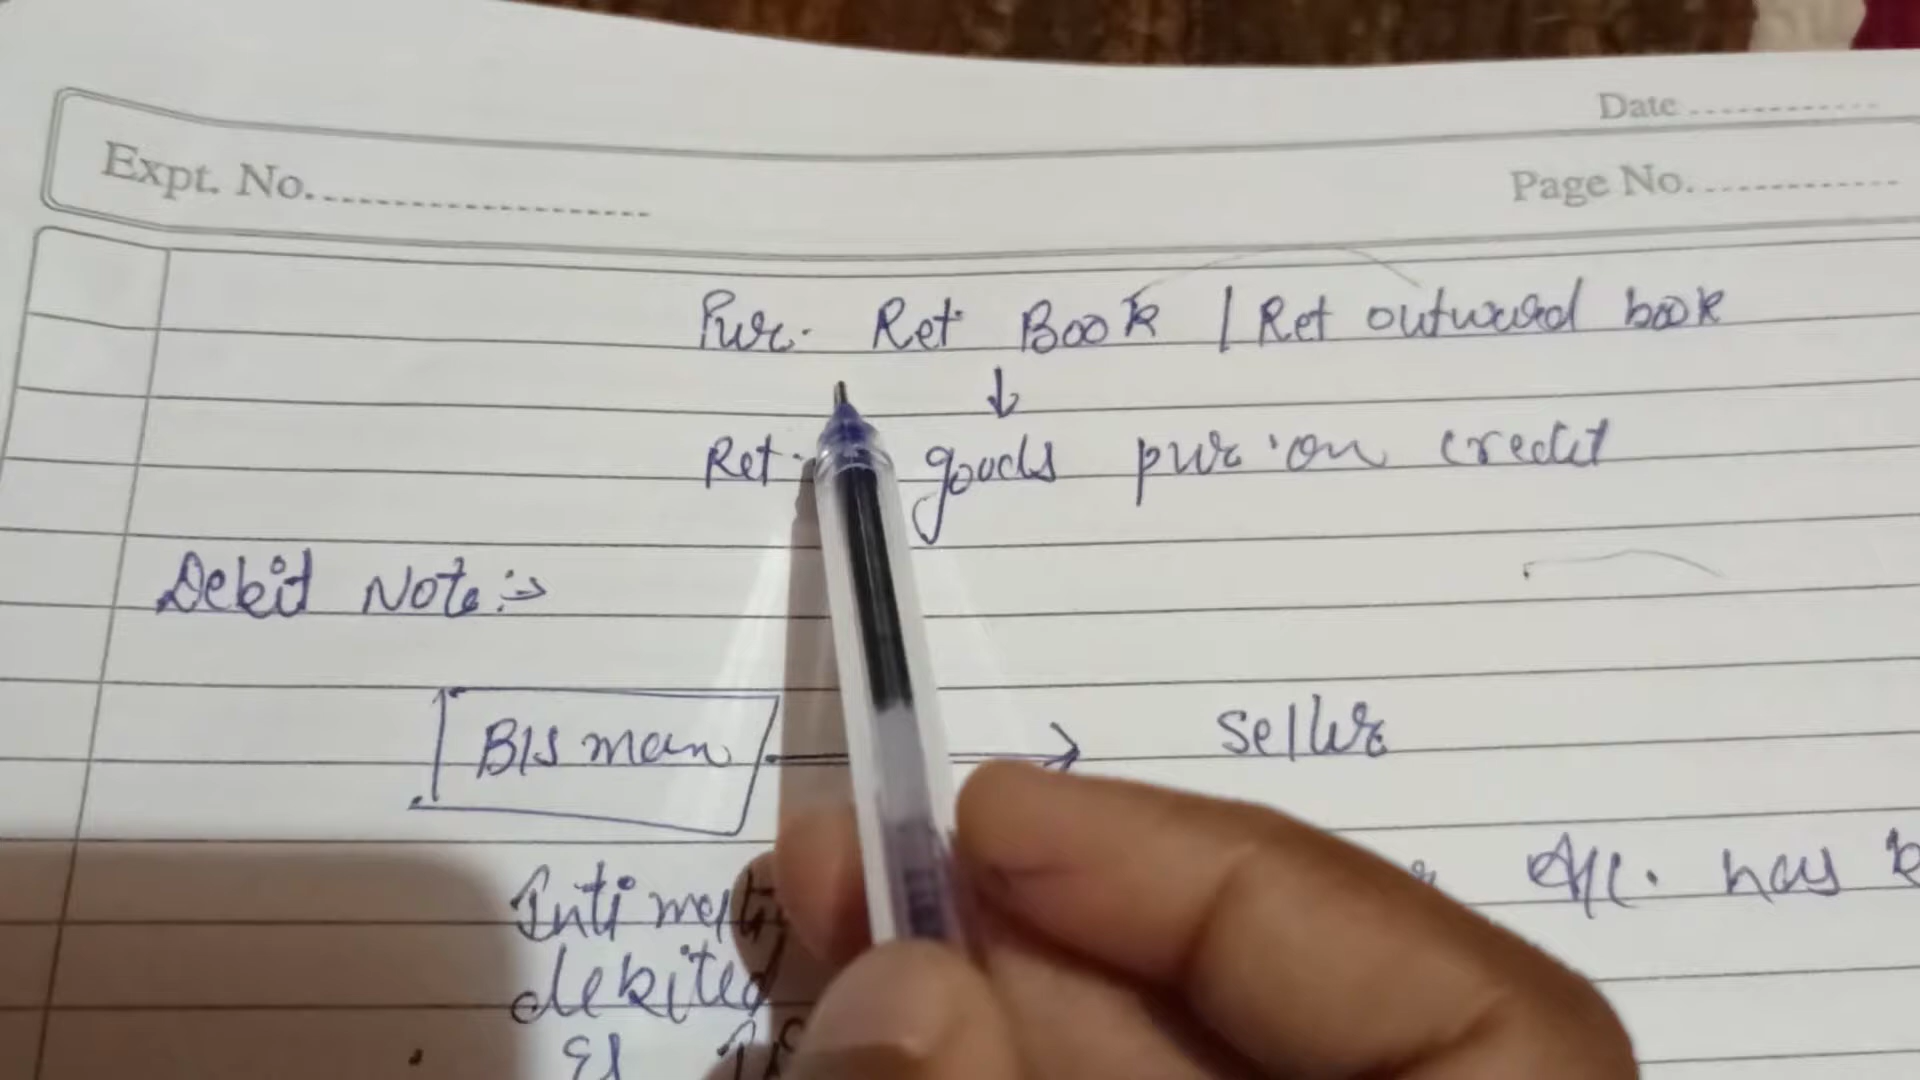 Date
Expt. No.
Page No.
Pur. Ret Book / Ret outward book
↓
Ret. goods pur. on credit
Debit Note :-
B/S man → Seller
A/c. has
debited